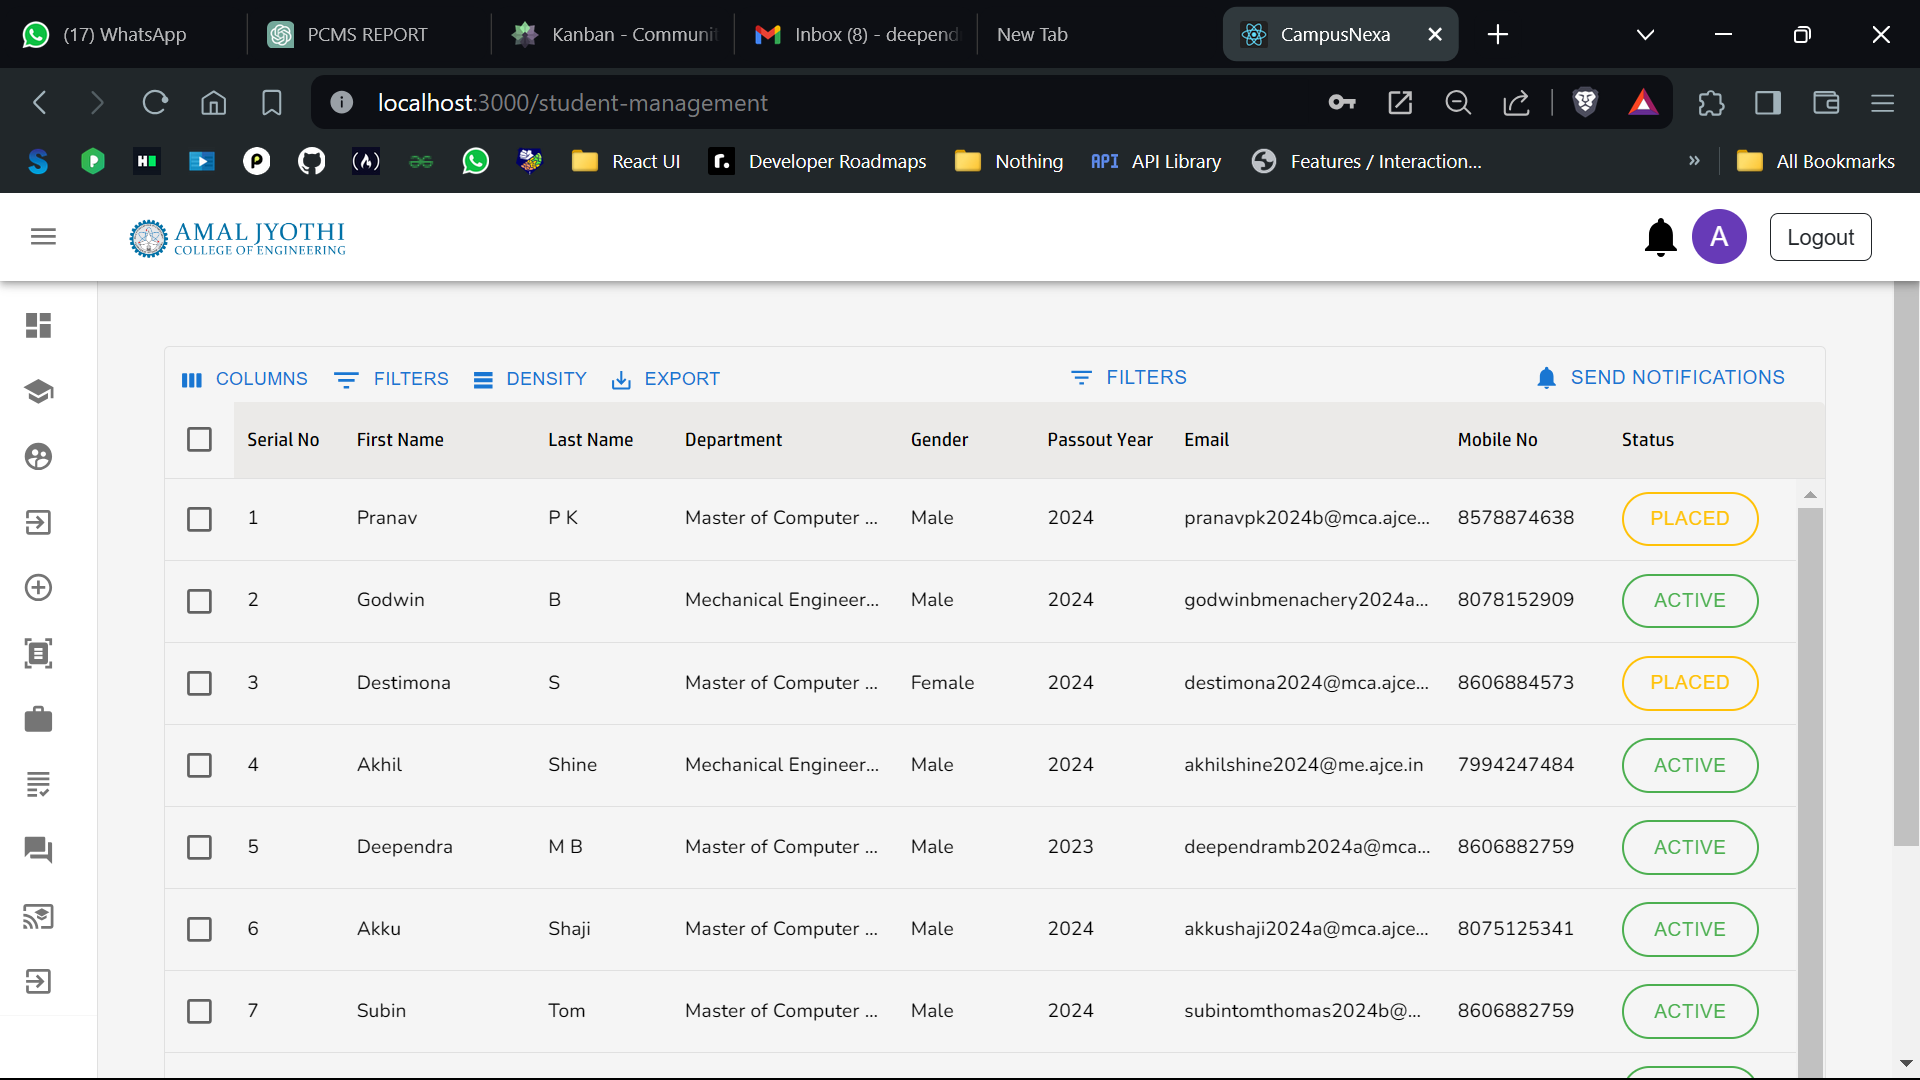 (17) WhatsApp
PCMS REPORT
Kanban - Communit
Inbox (8) - deepend
New Tab
CampusNexa
localhost:3000/student-management
React UI
Developer Roadmaps
Nothing
API API Library
Features / Interaction...
»
All Bookmarks
AMAL JYOTHI
COLLEGE OF ENGINEERING
A
Logout
COLUMNS FILTERS DENSITY EXPORT FILTERS SEND NOTIFICATIONS
Serial No First Name Last Name Department Gender Passout Year Email Mobile No Status
1 Pranav P K Master of Computer ... Male 2024 pranavpk2024b@mca.ajce... 8578874638 PLACED
2 Godwin B Mechanical Engineer... Male 2024 godwinbmenachery2024a... 8078152909 ACTIVE
3 Destimona S Master of Computer ... Female 2024 destimona2024@mca.ajce... 8606884573 PLACED
4 Akhil Shine Mechanical Engineer... Male 2024 akhilshine2024@me.ajce.in 7994247484 ACTIVE
5 Deependra M B Master of Computer ... Male 2023 deependramb2024a@mca... 8606882759 ACTIVE
6 Akku Shaji Master of Computer ... Male 2024 akkushaji2024a@mca.ajce... 8075125341 ACTIVE
7 Subin Tom Master of Computer ... Male 2024 subintomthomas2024b@... 8606882759 ACTIVE